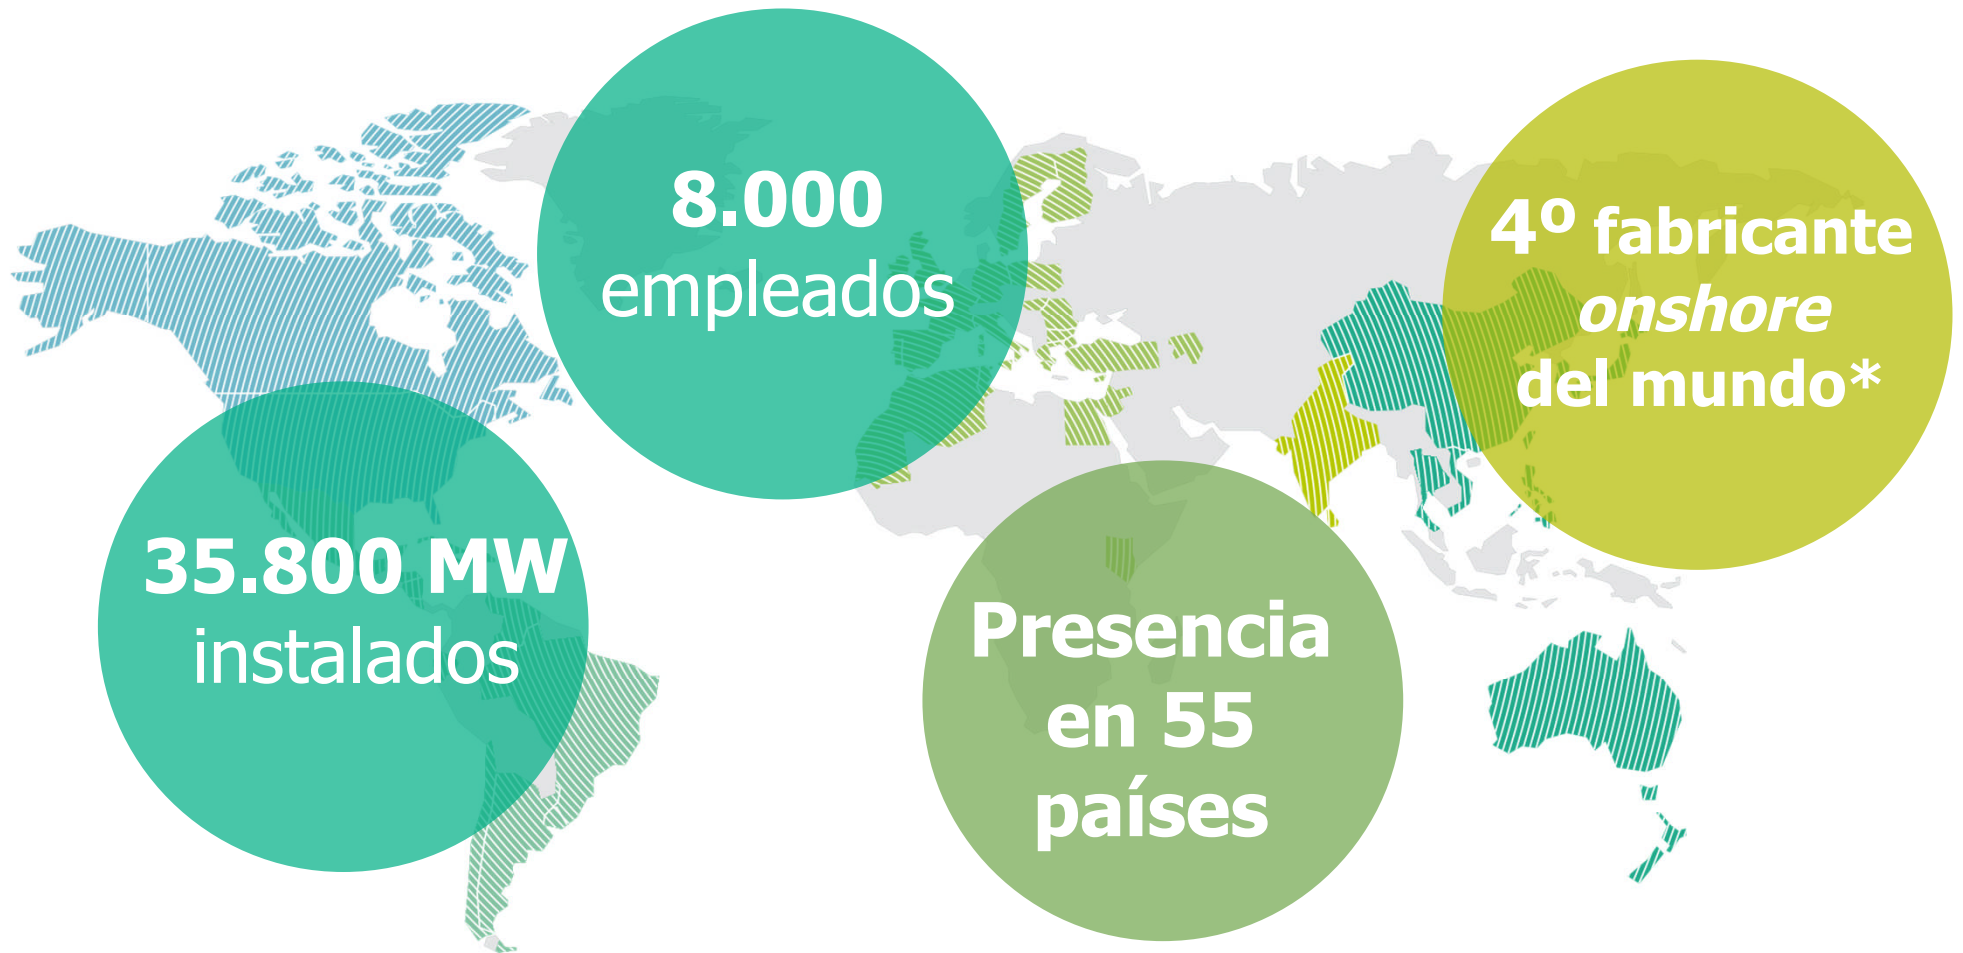 8.000
empleados
4º fabricante
onshore
del mundo*
35.800 MW
instalados
Presencia
en 55
países